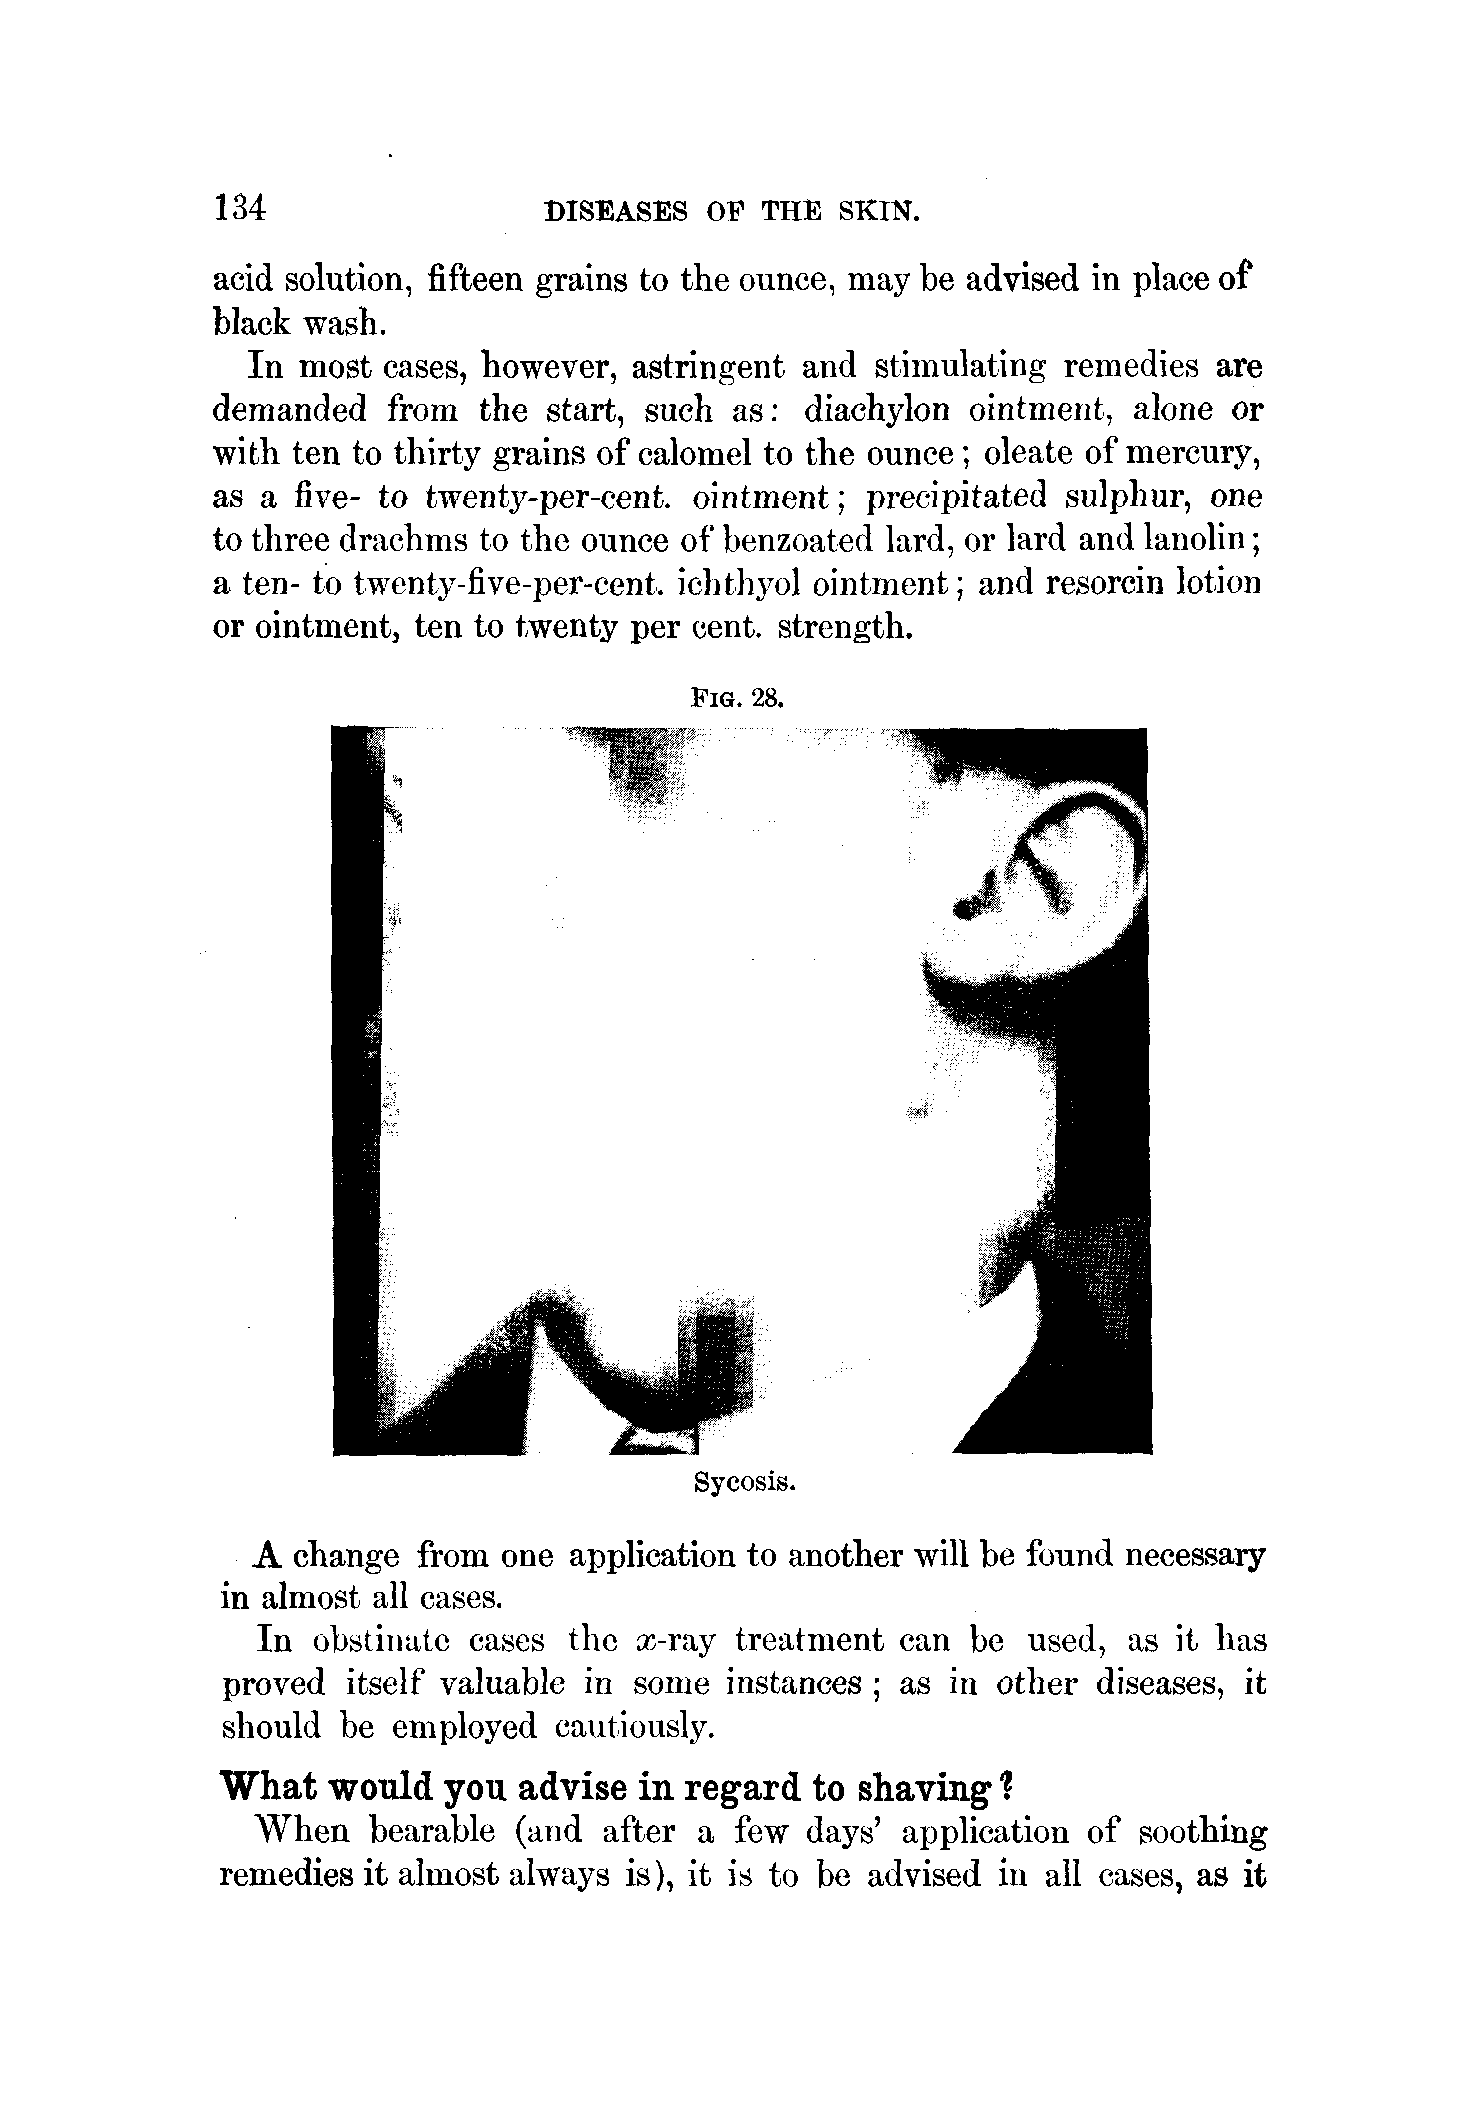 134 DISEASES OF THE SKIN.
acid solution, fifteen grains to the ounce, may be advised in place of
black wash.
In most cases, however, astringent and stimulating remedies are
demanded from the start, such as: diachylon ointment, alone or
with ten to thirty grains of calomel to the ounce; oleate of mercury,
as a five- to twenty-per-cent. ointment; precipitated sulphur, one
to three drachms to the ounce of benzoated lard, or lard and lanolin;
a ten- to twenty-five-per-cent. ichthyol ointment; and resorcin lotion
or ointment, ten to twenty per cent. strength.
FIG. 28.
Sycosis.
A change from one application to another will be found necessary
in almost all cases.
In obstinate cases the x-ray treatment can be used, as it has
proved itself valuable in some instances; as in other diseases, it
should be employed cautiously.
What would you advise in regard to shaving?
When bearable (and after a few days' application of soothing
remedies it almost always is), it is to be advised in all cases, as it